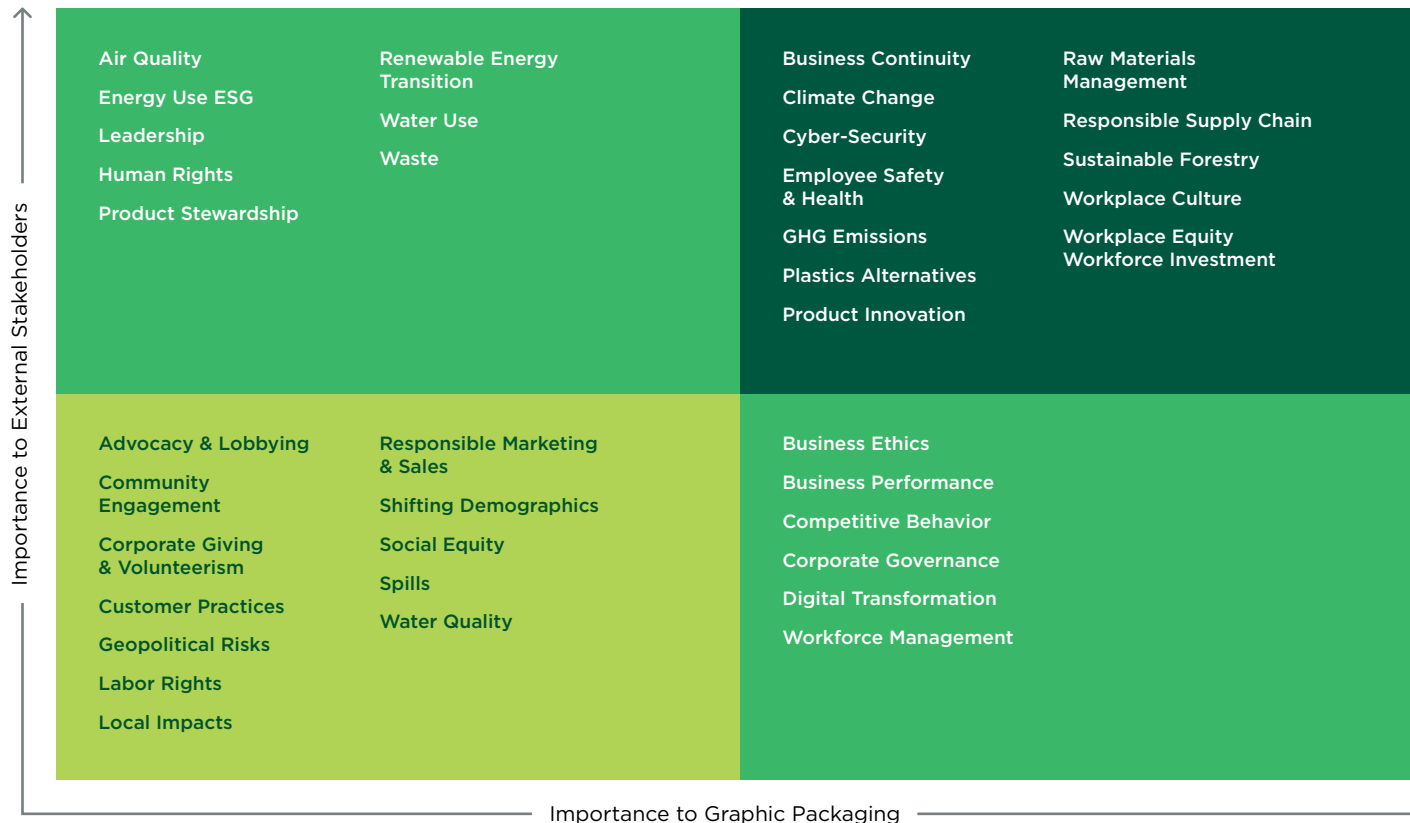 Importance to External Stakeholders
Air Quality
Energy Use ESG
Leadership
Human Rights
Product Stewardship
Renewable Energy
Transition
Water Use
Waste
Business Continuity
Climate Change
Cyber-Security
Employee Safety
& Health
GHG Emissions
Plastics Alternatives
Product Innovation
Raw Materials
Management
Responsible Supply Chain
Sustainable Forestry
Workplace Culture
Workplace Equity
Workforce Investment
Advocacy & Lobbying
Community
Engagement
Corporate Giving
& Volunteerism
Customer Practices
Geopolitical Risks
Labor Rights
Local Impacts
Responsible Marketing
& Sales
Shifting Demographics
Social Equity
Spills
Water Quality
Business Ethics
Business Performance
Competitive Behavior
Corporate Governance
Digital Transformation
Workforce Management
Importance to Graphic Packaging